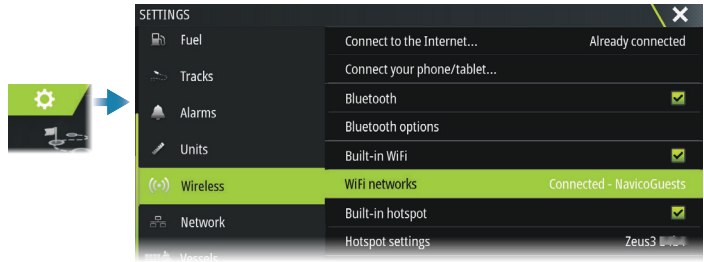 SETTINGS
Fuel
Tracks
Alarms
Units
Wireless
Network
Vessels
Connect to the Internet... Already connected
Connect your phone/tablet...
Bluetooth
Bluetooth options
Built-in WiFi
WiFi networks Connected - NavicoGuests
Built-in hotspot
Hotspot settings Zeus3